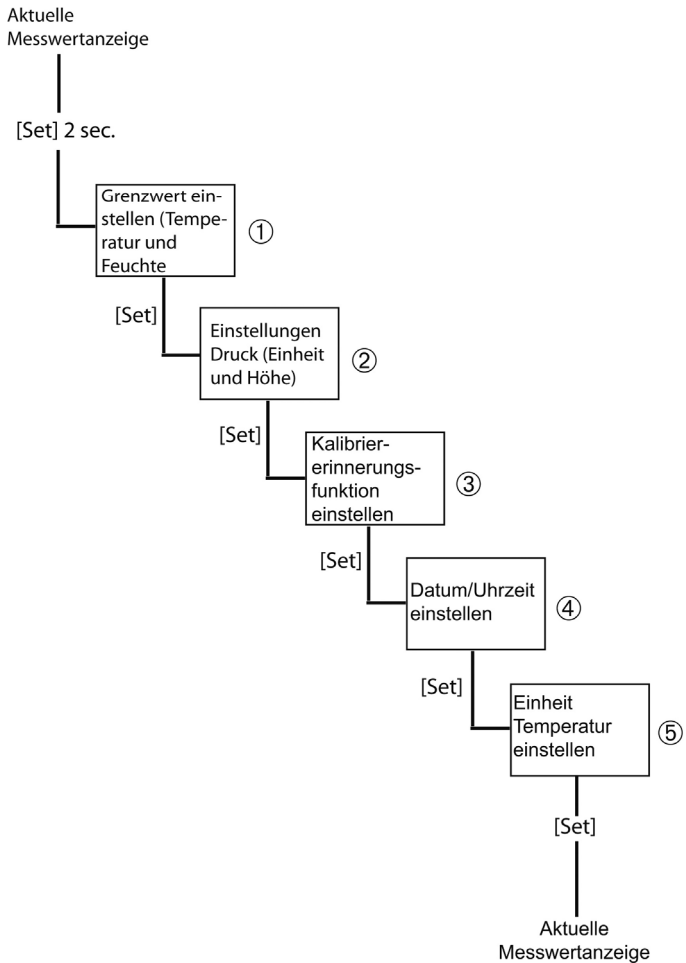 Aktuelle
Messwertanzeige
[Set] 2 sec.
Grenzwert ein-
stellen (Tempe-
ratur und
Feuchte
①
[Set]
Einstellungen
Druck (Einheit
und Höhe)
②
[Set]
Kalibrier-
erinnerungs-
funktion
einstellen
③
[Set]
Datum/Uhrzeit
einstellen
④
[Set]
Einheit
Temperatur
einstellen
⑤
[Set]
Aktuelle
Messwertanzeige